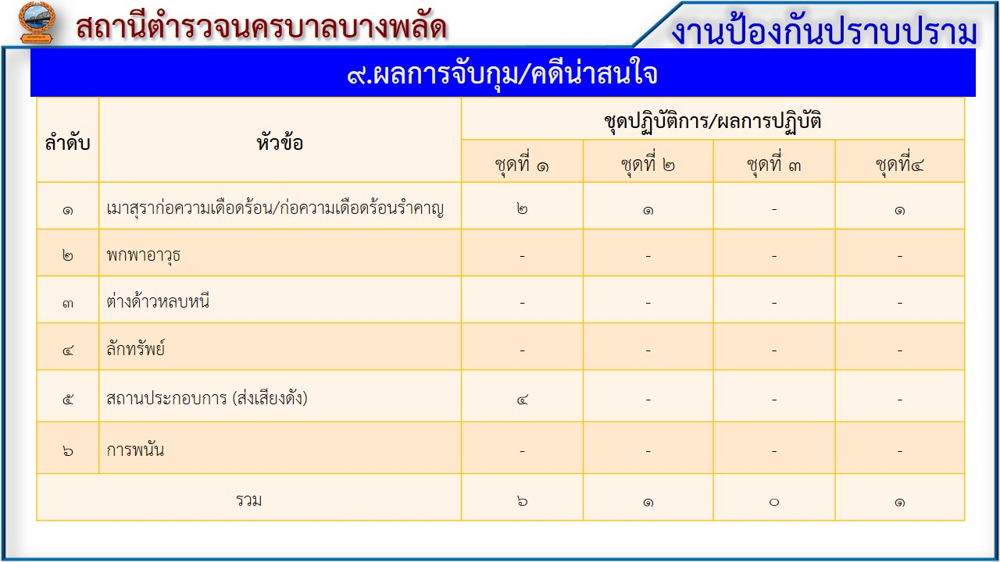 สถานีตำรวจนครบาลบางพลัด
งานป้องกันปราบปราม
๙.ผลการจับกุม/คดีน่าสนใจ
ลำดับ หัวข้อ ชุดปฏิบัติการ/ผลการปฏิบัติ
ชุดที่ ๑ ชุดที่ ๒ ชุดที่ ๓ ชุดที่๔
๑ เมาสุราก่อความเดือดร้อน/ก่อความเดือดร้อนรำคาญ ๒ ๑ - ๑
๒ พกพาอาวุธ - - - -
๓ ต่างด้าวหลบหนี - - - -
๔ ลักทรัพย์ - - - -
๕ สถานประกอบการ (ส่งเสียงดัง) ๔ - - -
๖ การพนัน - - - -
รวม ๖ ๑ ๐ ๑